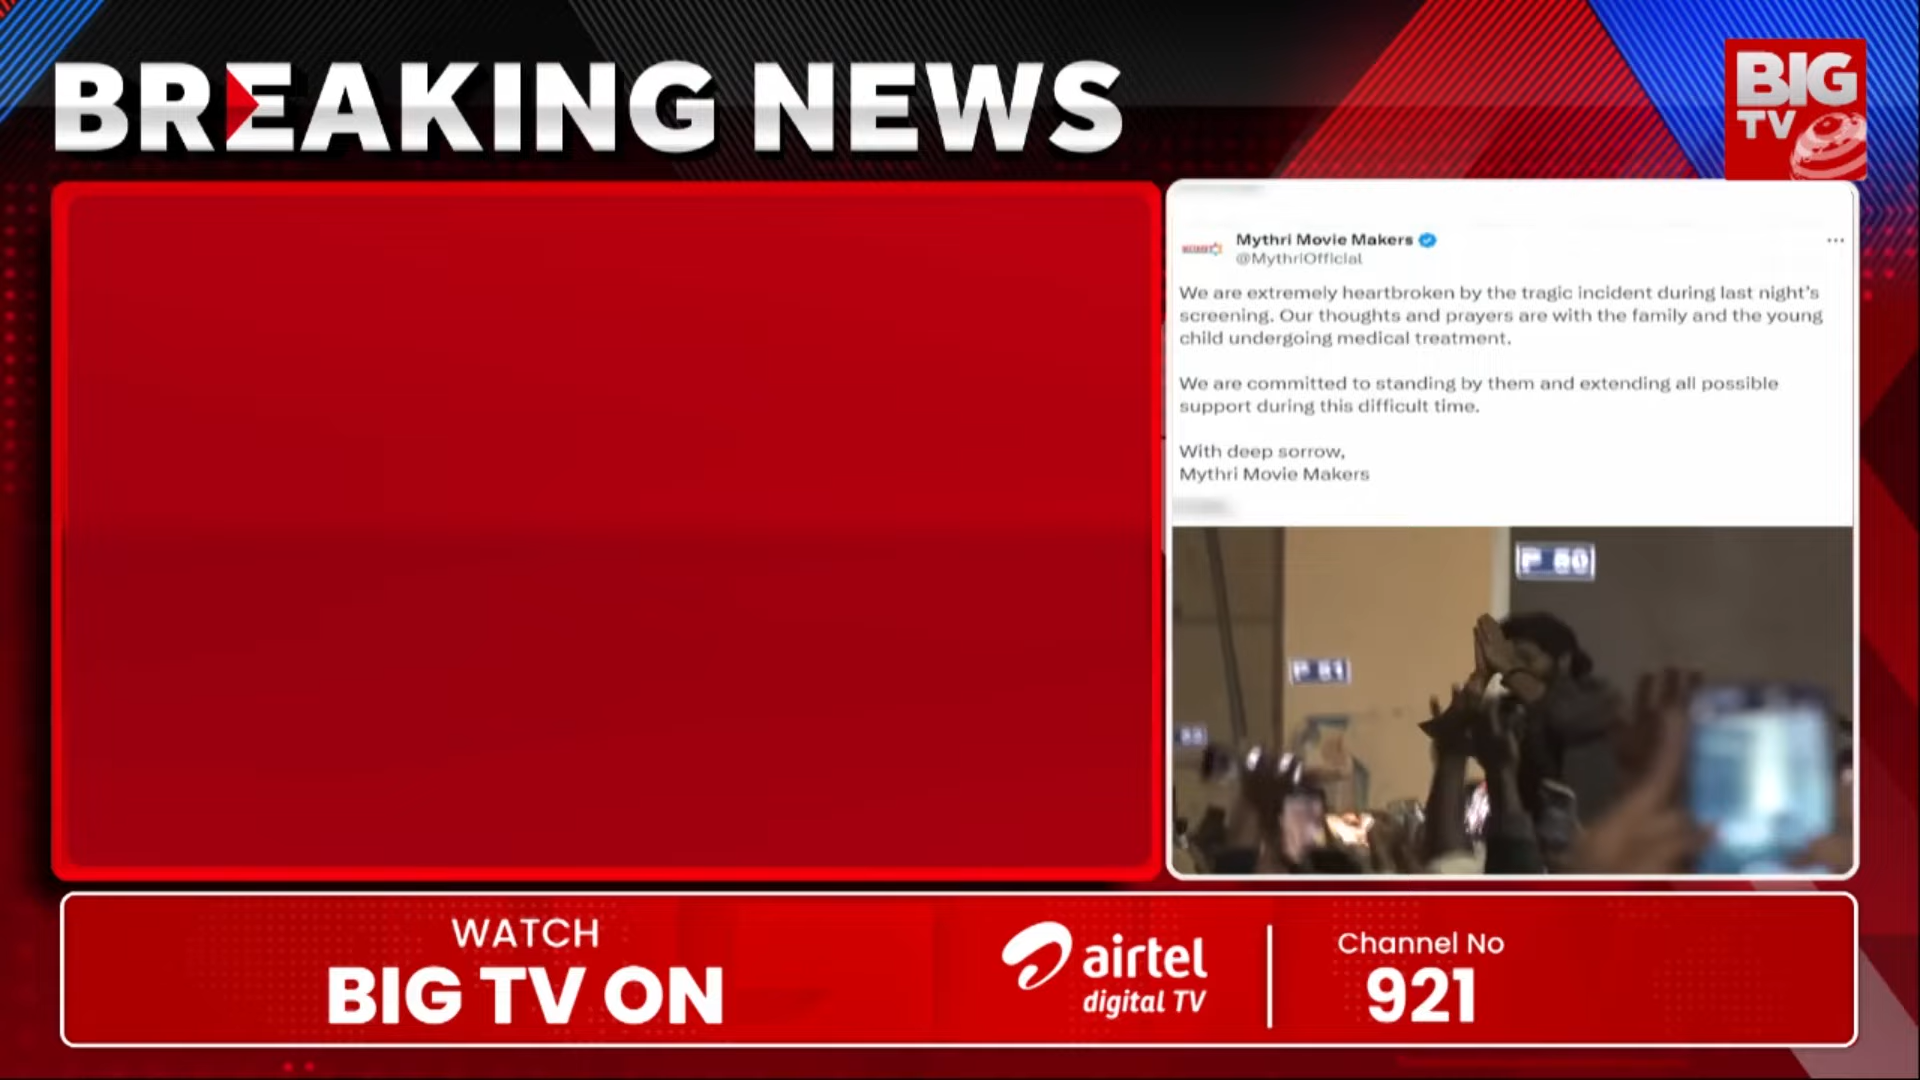 BREAKING NEWS
BIG
TV
Mythri Movie Makers
@MythriOfficial
We are extremely heartbroken by the tragic incident during last night's
screening. Our thoughts and prayers are with the family and the young
child undergoing medical treatment.
We are committed to standing by them and extending all possible
support during this difficult time.
With deep sorrow,
Mythri Movie Makers
P 50
P 51
WATCH
BIG TV ON
airtel
digital TV
Channel No
921